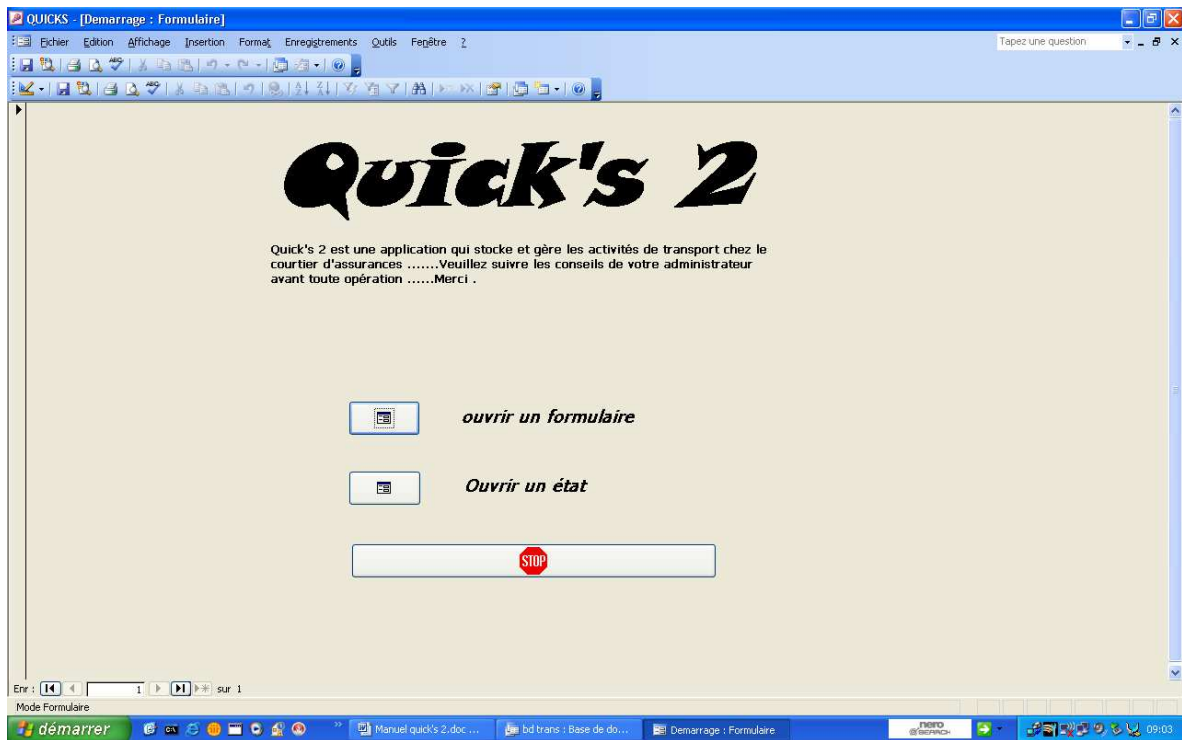 QUICKS - [Demarrage : Formulaire]
Fichier Edition Affichage Insertion Format Enregistrements Outils Fenêtre ?
Tapez une question
Quick's 2
Quick's 2 est une application qui stocke et gère les activités de transport chez le
courtier d'assurances .......Veuillez suivre les conseils de votre administrateur
avant toute opération ......Merci .
ouvrir un formulaire
Ouvrir un état
STOP
Enr : 1 sur 1
Mode Formulaire
démarrer Manuel quick's 2.doc ... bd trans : Base de do... Demarrage : Formulaire nero SEARCH 09:03